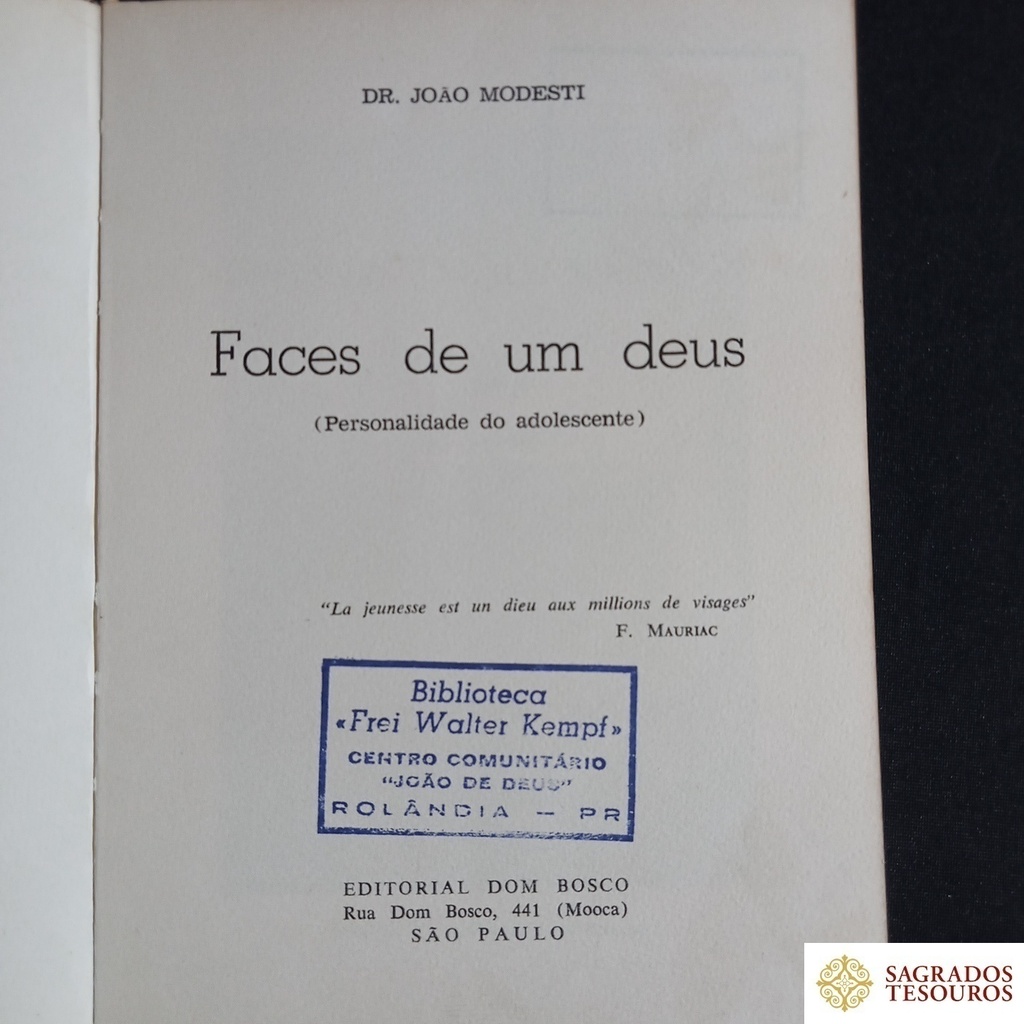 DR. JOÃO MODESTI
Faces de um deus
(Personalidade do adolescente)
"La jeunesse est un dieu aux millions de visages"
F. MAURIAC
Biblioteca
«Frei Walter Kempf»
CENTRO COMUNITÁRIO
"JOÃO DE DEUS"
ROLÂNDIA — PR
EDITORIAL DOM BOSCO
Rua Dom Bosco, 441 (Mooca)
SÃO PAULO
SAGRADOS
TESOUROS